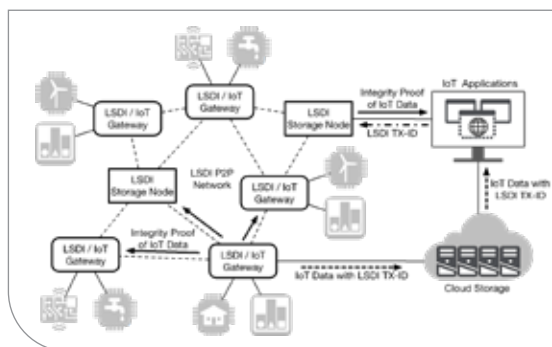 LSDI / IoT
Gateway
LSDI / IoT
Gateway
LSDI
Storage Node
Integrity Proof
of IoT Data
LSDI TX-ID
IoT Applications
LSDI
Storage Node
LSDI P2P
Network
LSDI / IoT
Gateway
IoT Data with
LSDI TX-ID
LSDI / IoT
Gateway
Integrity Proof
of IoT Data
LSDI / IoT
Gateway
IoT Data with LSDI TX-ID
Cloud Storage